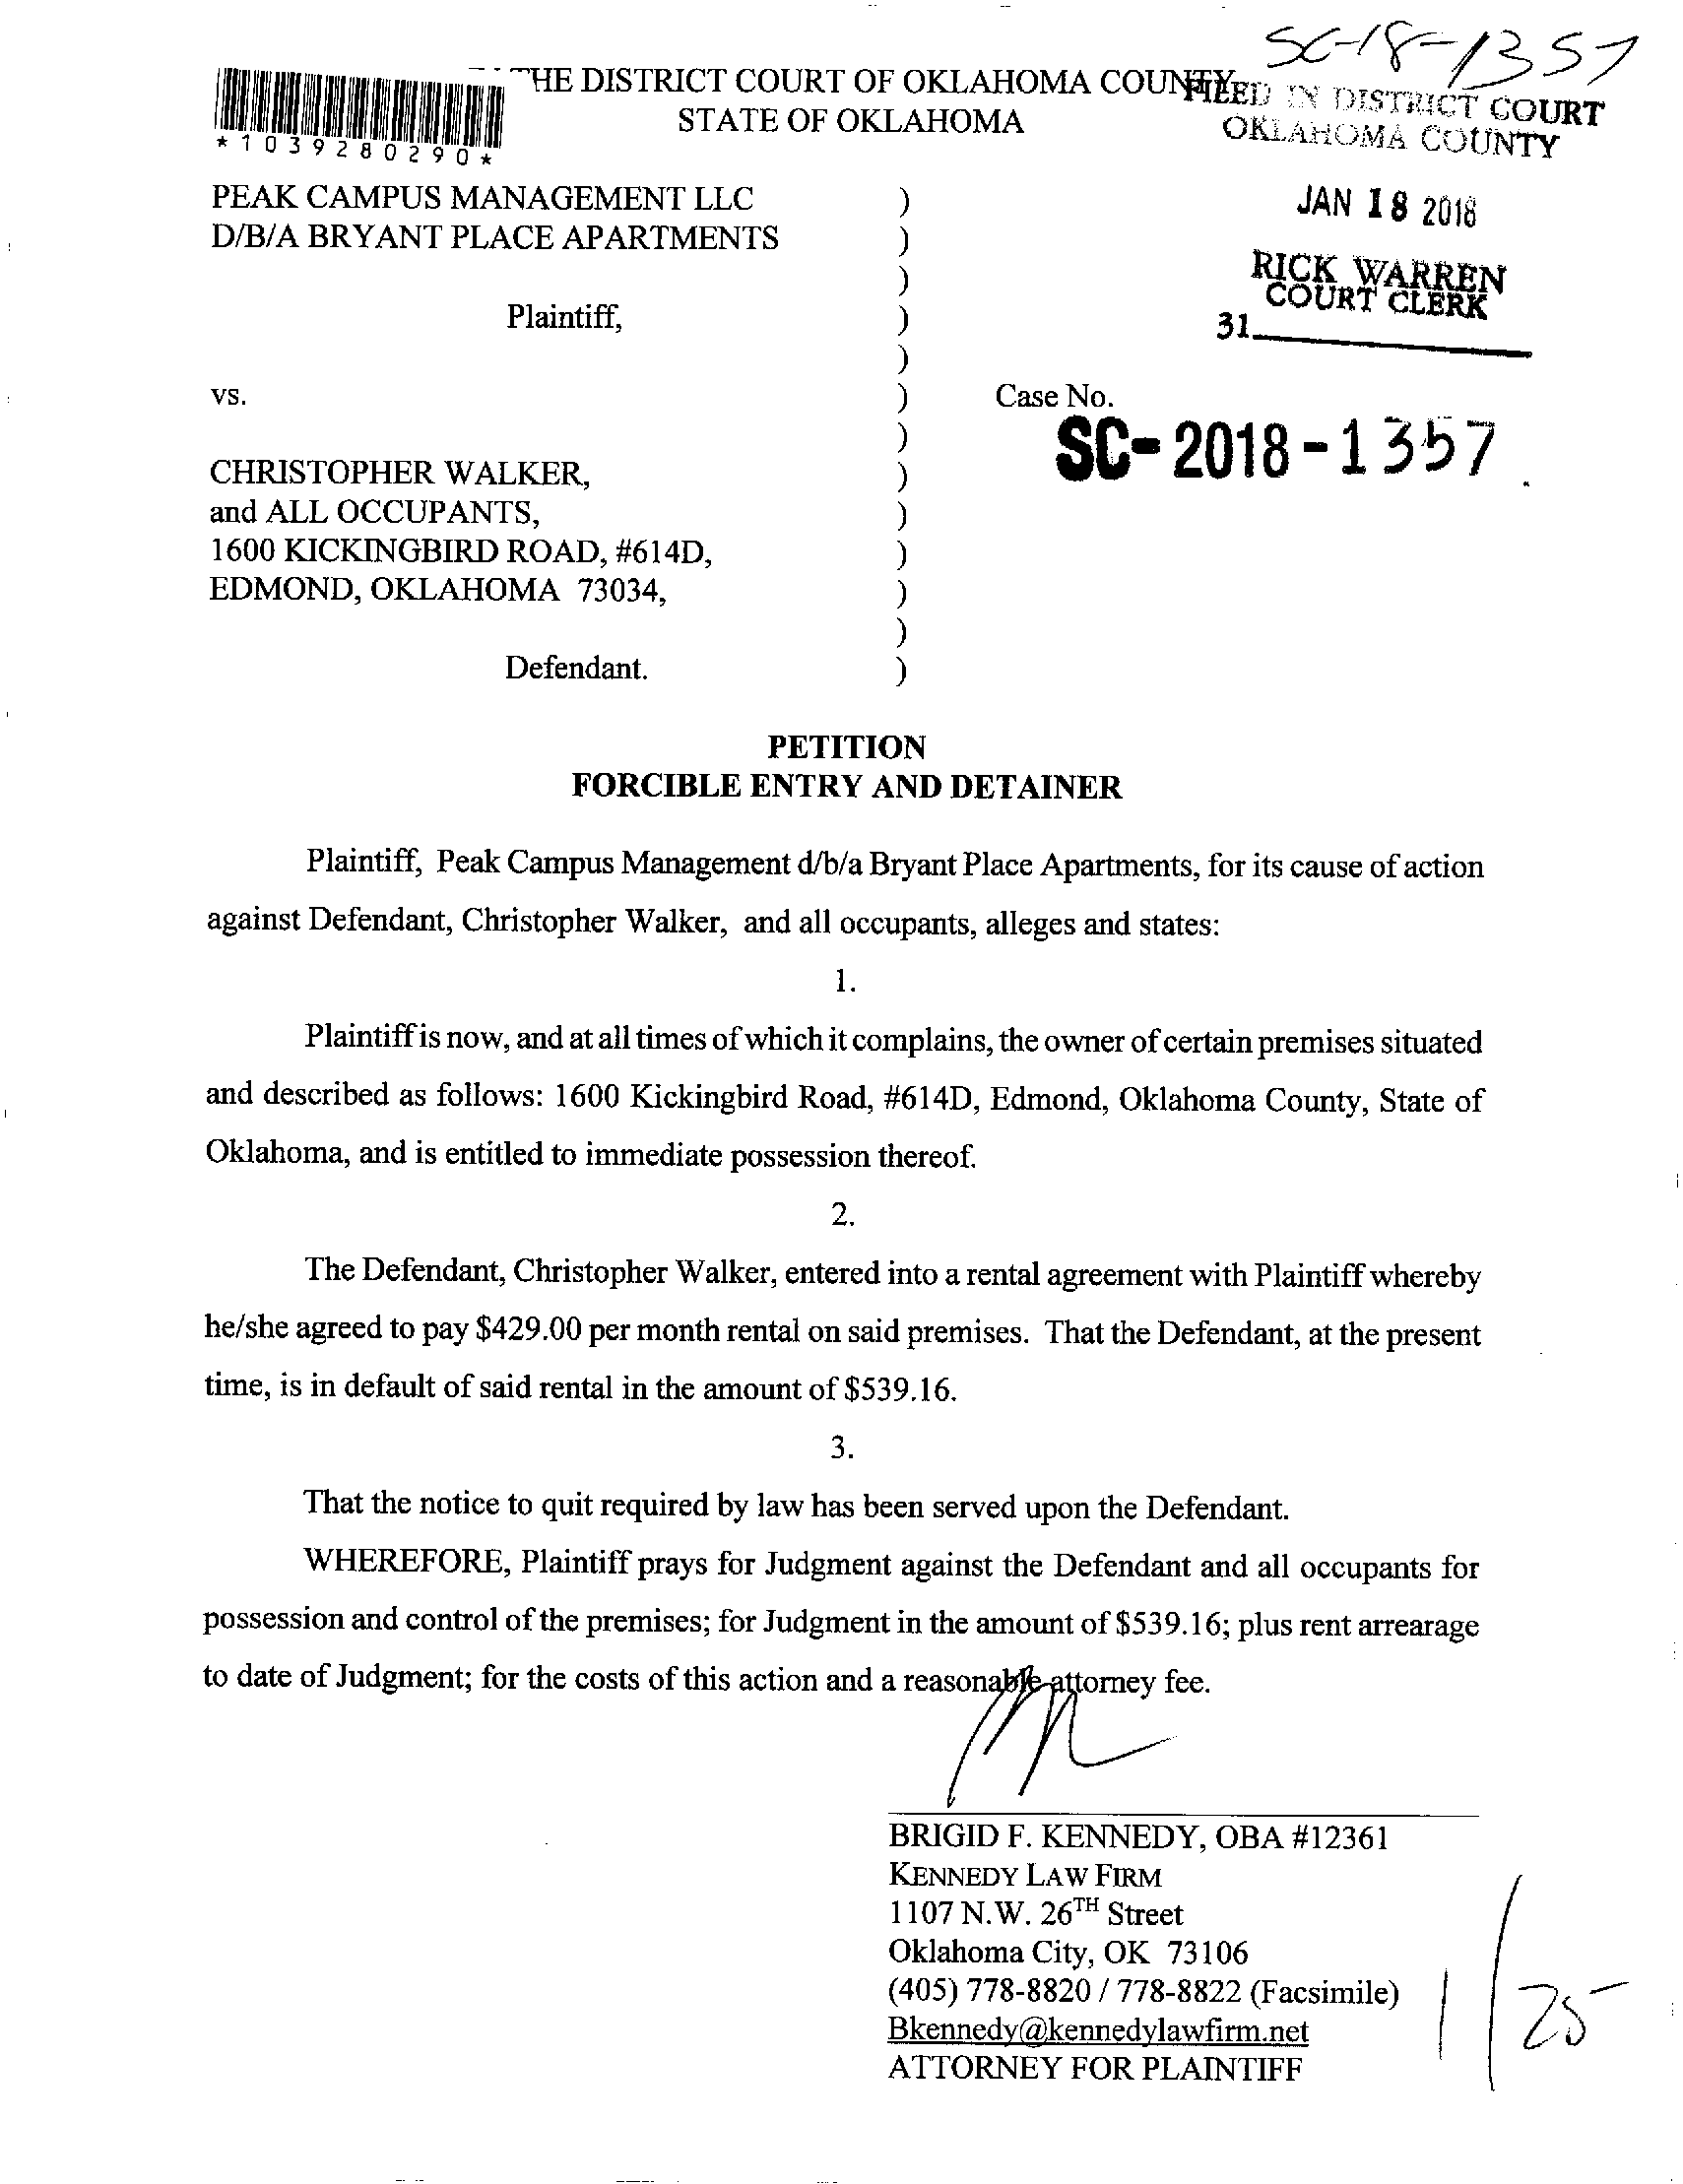 SC-18-1357
THE DISTRICT COURT OF OKLAHOMA COUNTY
STATE OF OKLAHOMA
FILED IN DISTRICT COURT
OKLAHOMA COUNTY
*1039280290*
JAN 18 2018
RICK WARREN
COURT CLERK
31
PEAK CAMPUS MANAGEMENT LLC )
D/B/A BRYANT PLACE APARTMENTS )
)
Plaintiff, )
)
vs. ) Case No.
) SC-2018-1357
CHRISTOPHER WALKER, )
and ALL OCCUPANTS, )
1600 KICKINGBIRD ROAD, #614D, )
EDMOND, OKLAHOMA 73034, )
)
Defendant. )
PETITION
FORCIBLE ENTRY AND DETAINER
Plaintiff, Peak Campus Management d/b/a Bryant Place Apartments, for its cause of action
against Defendant, Christopher Walker, and all occupants, alleges and states:
1.
Plaintiff is now, and at all times of which it complains, the owner of certain premises situated
and described as follows: 1600 Kickingbird Road, #614D, Edmond, Oklahoma County, State of
Oklahoma, and is entitled to immediate possession thereof.
2.
The Defendant, Christopher Walker, entered into a rental agreement with Plaintiff whereby
he/she agreed to pay $429.00 per month rental on said premises. That the Defendant, at the present
time, is in default of said rental in the amount of $539.16.
3.
That the notice to quit required by law has been served upon the Defendant.
WHEREFORE, Plaintiff prays for Judgment against the Defendant and all occupants for
possession and control of the premises; for Judgment in the amount of $539.16; plus rent arrearage
to date of Judgment; for the costs of this action and a reasonable attorney fee.
BRIGID F. KENNEDY, OBA #12361
KENNEDY LAW FIRM
1107 N.W. 26TH Street
Oklahoma City, OK 73106
(405) 778-8820 / 778-8822 (Facsimile)
Bkennedy@kennedylawfirm.net
ATTORNEY FOR PLAINTIFF
1/25